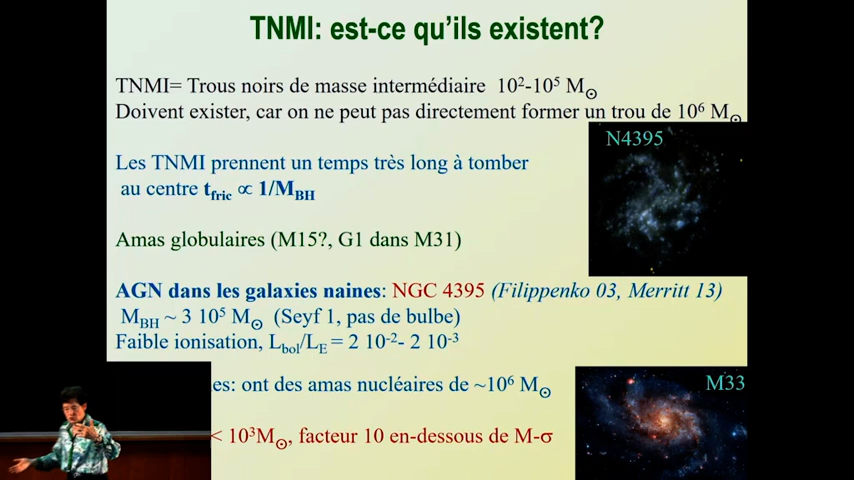 TNMI: est-ce qu'ils existent?
TNMI= Trous noirs de masse intermédiaire 10²-10⁵ M☉
Doivent exister, car on ne peut pas directement former un trou de 10⁶ M☉
N4395
Les TNMI prennent un temps très long à tomber
au centre t_fric ∝ 1/M_BH
Amas globulaires (M15?, G1 dans M31)
AGN dans les galaxies naines: NGC 4395 (Filippenko 03, Merritt 13)
M_BH ~ 3 10⁵ M☉ (Seyf 1, pas de bulbe)
Faible ionisation, L_bol/L_E = 2 10⁻²- 2 10⁻³
es: ont des amas nucléaires de ~10⁶ M☉
M33
< 10³M☉, facteur 10 en-dessous de M-σ